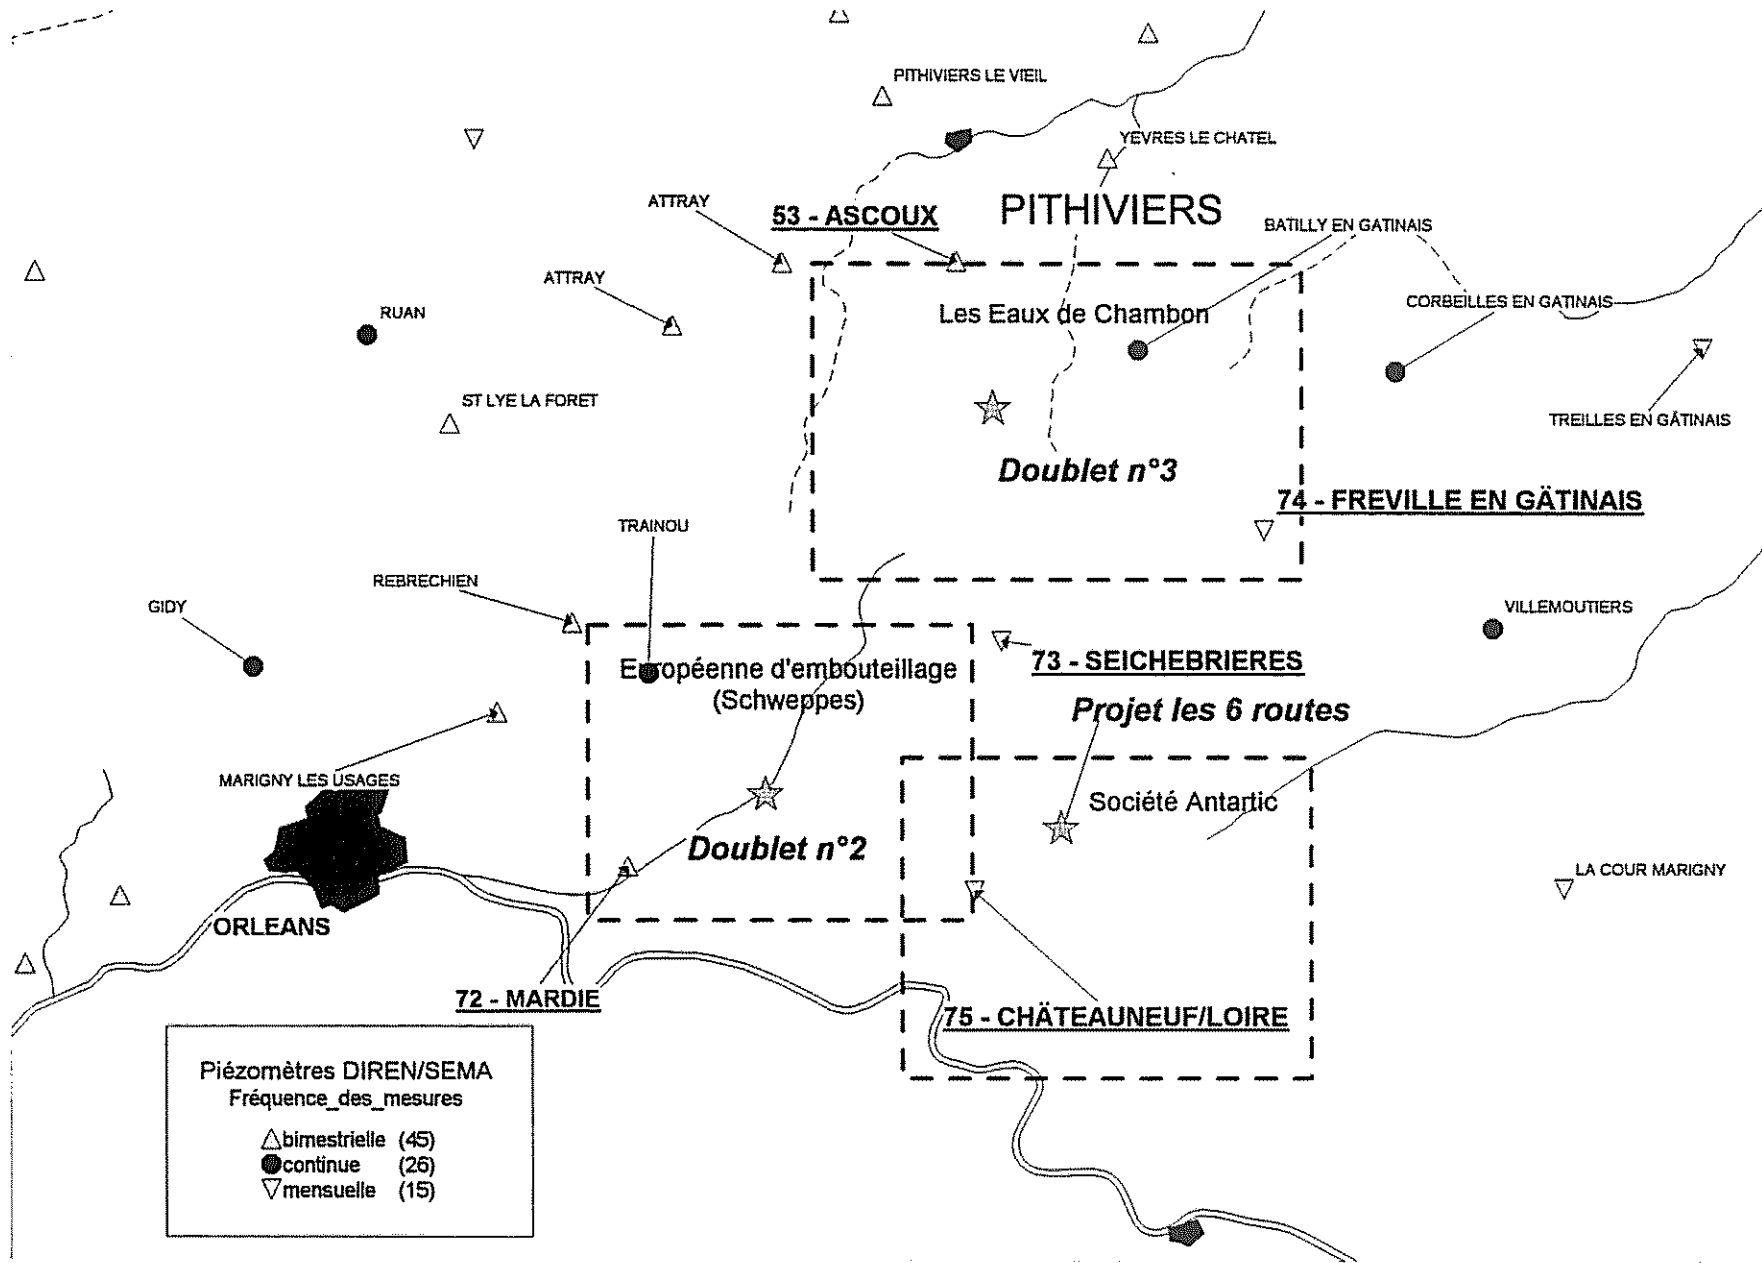 PITHIVIERS LE VIEIL
YEVRES LE CHATEL
ATTRAY
53 - ASCOUX
PITHIVIERS
BATILLY EN GATINAIS
ATTRAY
RUAN
Les Eaux de Chambon
CORBEILLES EN GATINAIS
ST LYE LA FORET
TREILLES EN GÂTINAIS
Doublet n°3
74 - FREVILLE EN GÄTINAIS
TRAINOU
REBRECHIEN
GIDY
VILLEMOUTIERS
Européenne d'embouteillage
(Schweppes)
73 - SEICHEBRIERES
Projet les 6 routes
MARIGNY LES USAGES
Société Antartic
Doublet n°2
LA COUR MARIGNY
ORLEANS
72 - MARDIE
75 - CHÄTEAUNEUF/LOIRE
Piézomètres DIREN/SEMA
Fréquence_des_mesures
bimestrielle (45)
continue (26)
mensuelle (15)